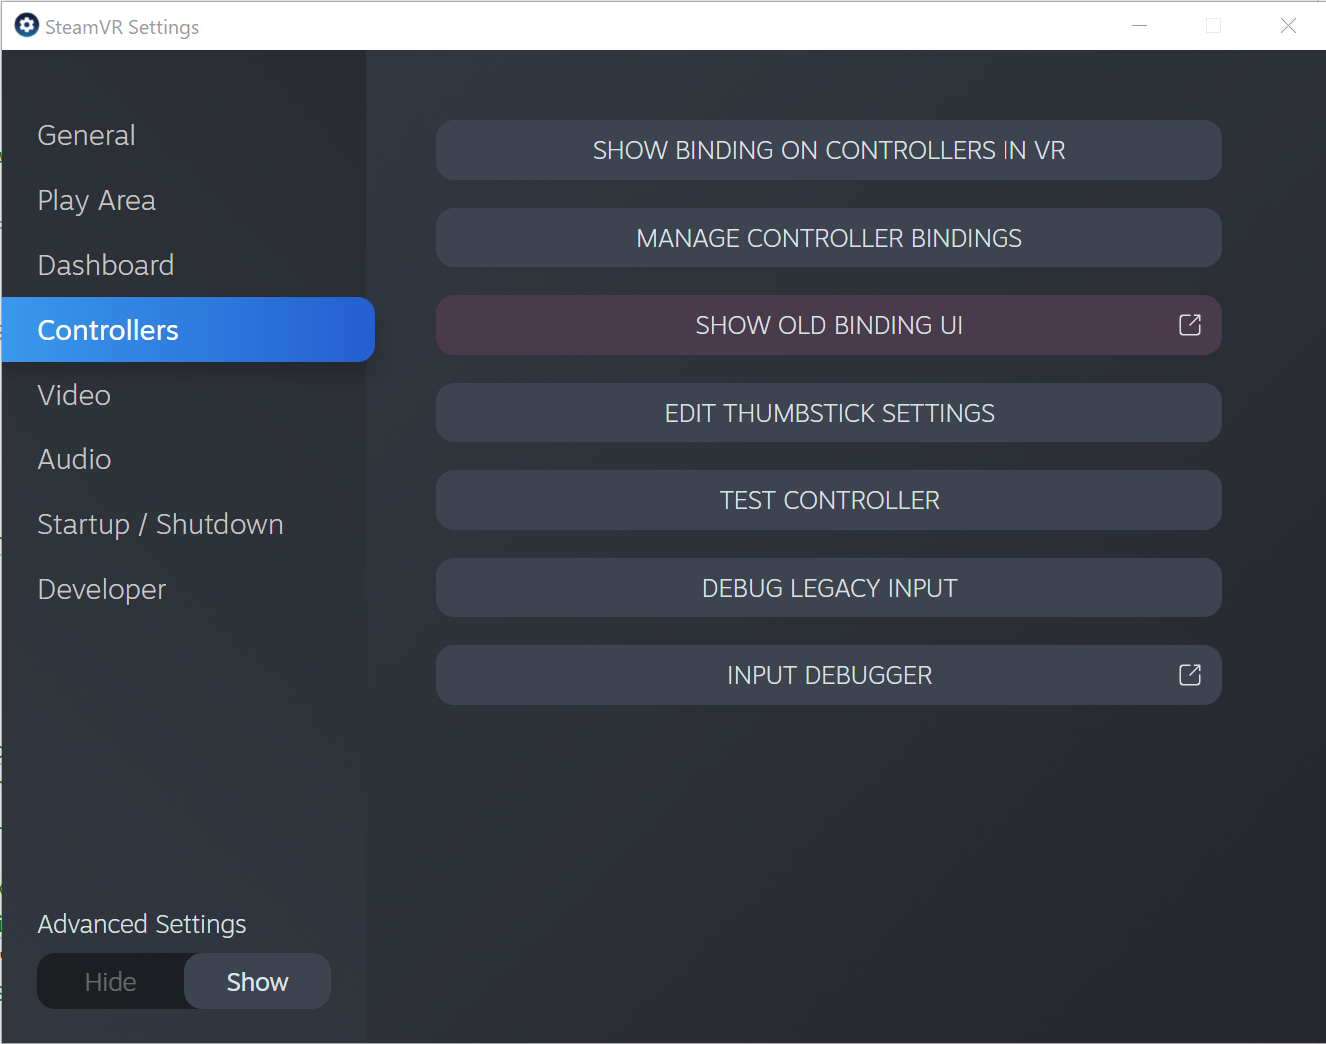 SteamVR Settings
General
Play Area
Dashboard
Controllers
Video
Audio
Startup / Shutdown
Developer
Advanced Settings
Hide
Show
SHOW BINDING ON CONTROLLERS IN VR
MANAGE CONTROLLER BINDINGS
SHOW OLD BINDING UI
EDIT THUMBSTICK SETTINGS
TEST CONTROLLER
DEBUG LEGACY INPUT
INPUT DEBUGGER